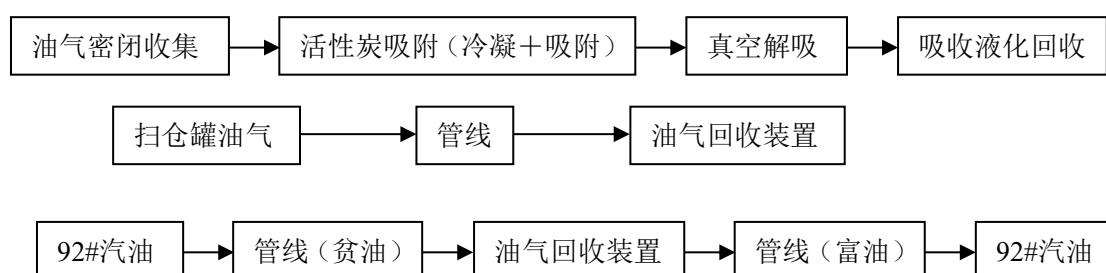 油气密闭收集 活性炭吸附（冷凝＋吸附） 真空解吸 吸收液化回收
扫仓罐油气 管线 油气回收装置
92#汽油 管线（贫油） 油气回收装置 管线（富油） 92#汽油